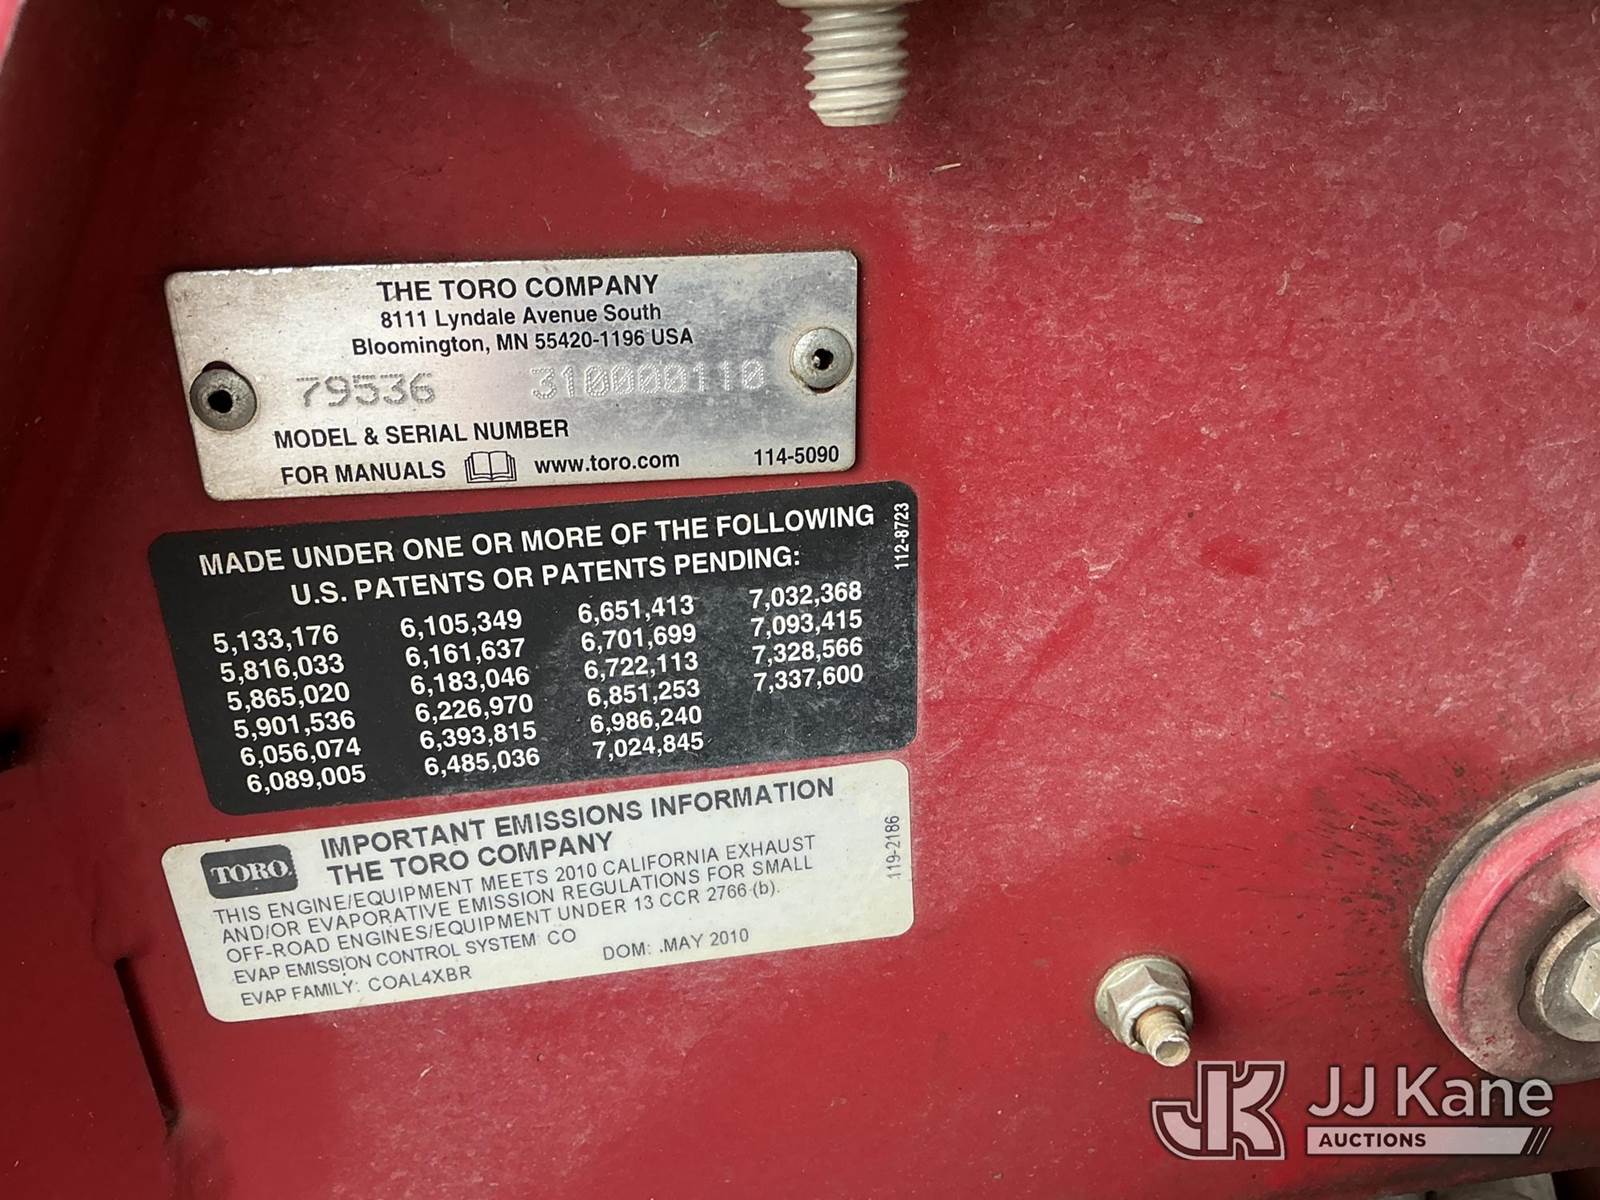 THE TORO COMPANY
8111 Lyndale Avenue South
Bloomington, MN 55420-1196 USA
79536 310000110
MODEL & SERIAL NUMBER
FOR MANUALS www.toro.com 114-5090
MADE UNDER ONE OR MORE OF THE FOLLOWING
U.S. PATENTS OR PATENTS PENDING:
112-8723
5,133,176 6,105,349 6,651,413 7,032,368
5,816,033 6,161,637 6,701,699 7,093,415
5,865,020 6,183,046 6,722,113 7,328,566
5,901,536 6,226,970 6,851,253 7,337,600
6,056,074 6,393,815 6,986,240
6,089,005 6,485,036 7,024,845
TORO.
IMPORTANT EMISSIONS INFORMATION
THE TORO COMPANY
THIS ENGINE/EQUIPMENT MEETS 2010 CALIFORNIA EXHAUST
AND/OR EVAPORATIVE EMISSION REGULATIONS FOR SMALL
OFF-ROAD ENGINES/EQUIPMENT UNDER 13 CCR 2766 (b).
EVAP EMISSION CONTROL SYSTEM: CO
EVAP FAMILY: COAL4XBR DOM: MAY 2010
119-2186
JK JJ Kane
AUCTIONS